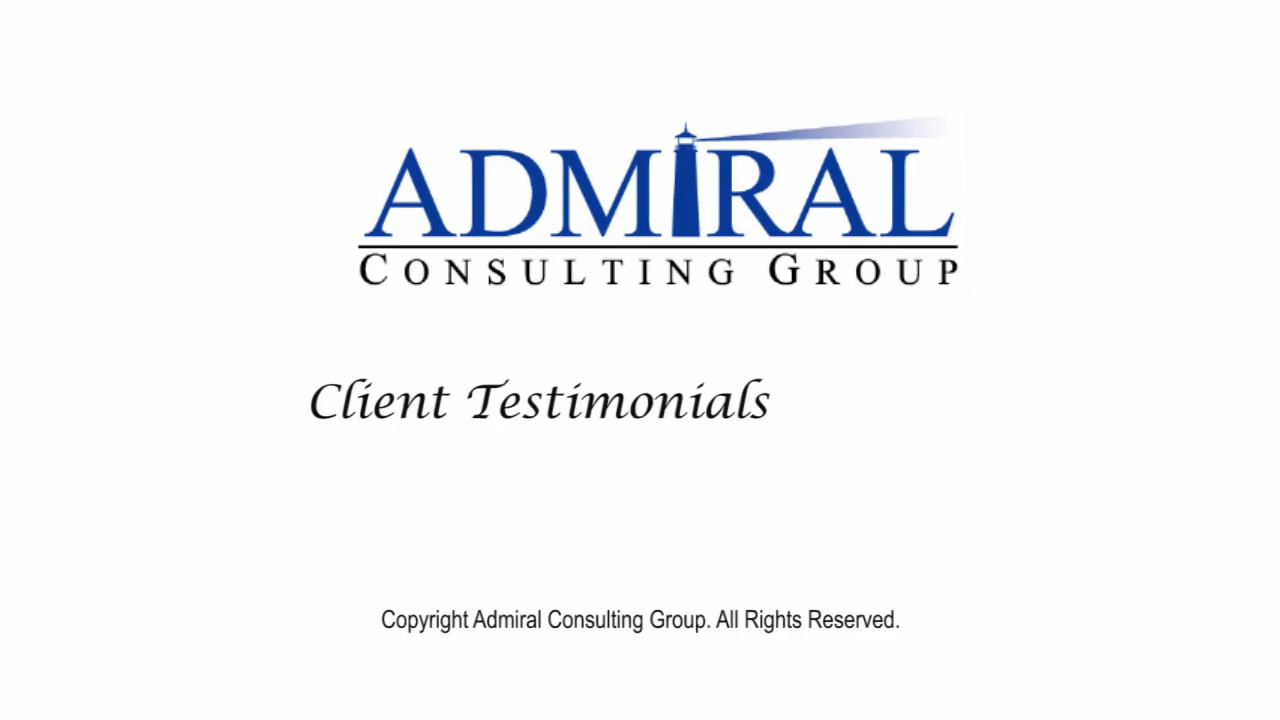 ADMIRAL
CONSULTING GROUP
Client Testimonials
Copyright Admiral Consulting Group. All Rights Reserved.